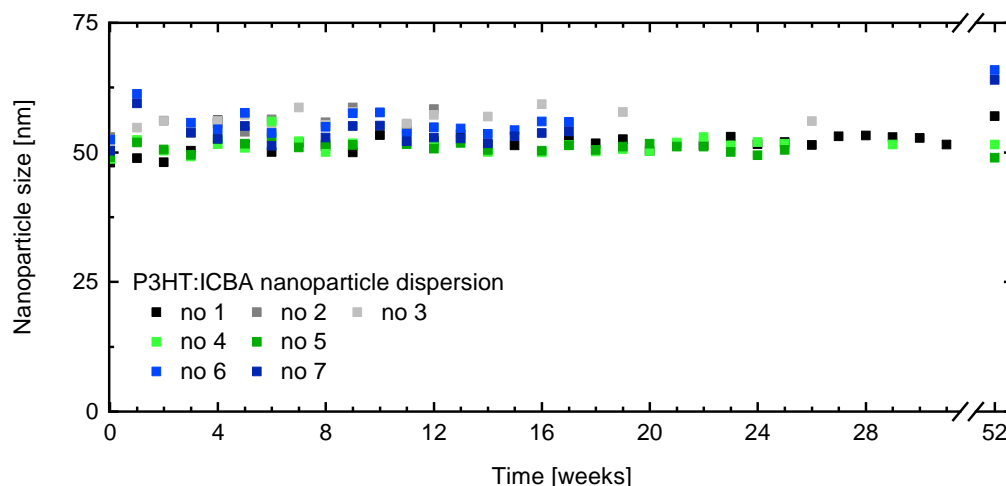 75
50
25
0
Nanoparticle size [nm]
P3HT:ICBA nanoparticle dispersion
no 1 no 2 no 3
no 4 no 5
no 6 no 7
0 4 8 12 16 20 24 28 52
Time [weeks]